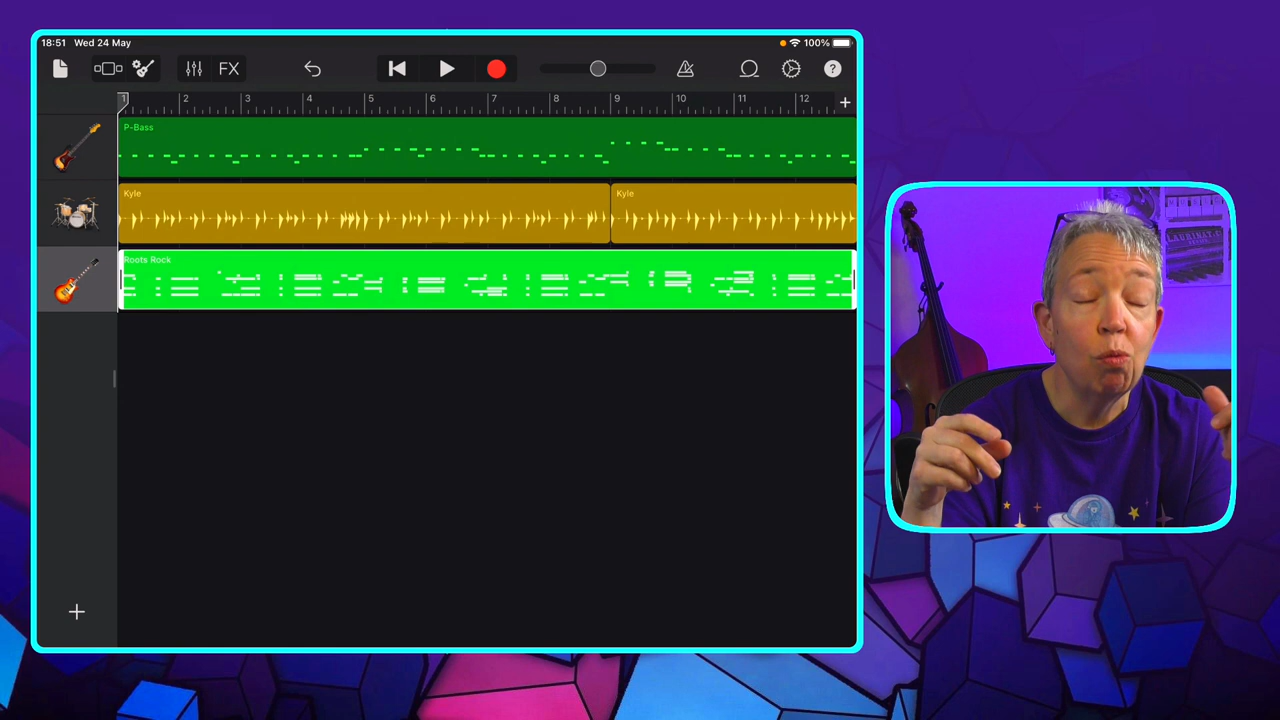 18:51 Wed 24 May
100%
FX
?
1 2 3 4 5 6 7 8 9 10 11 12 +
P-Bass
Kyle Kyle
Roots Rock
+